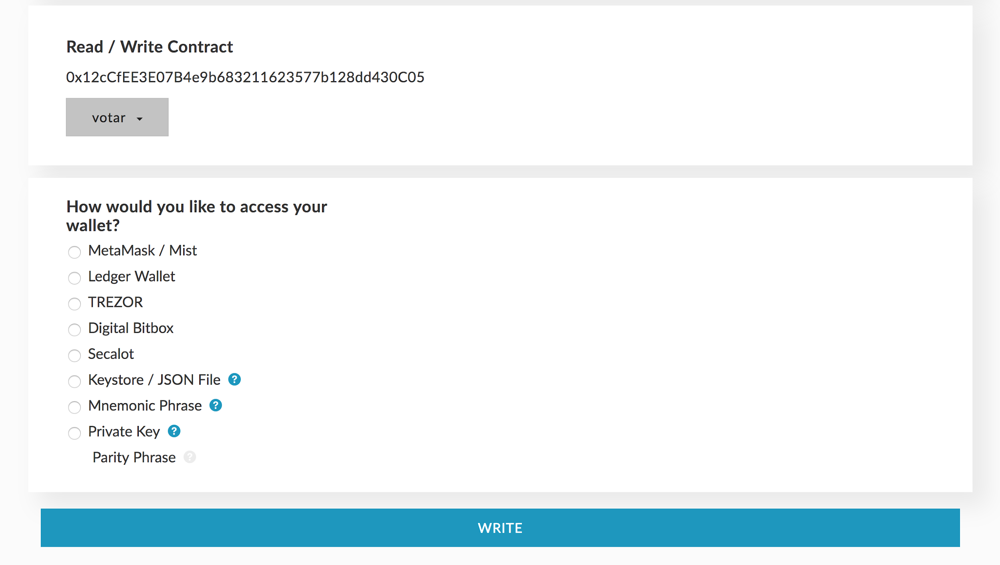 Read / Write Contract
0x12cCfEE3E07B4e9b683211623577b128dd430C05
votar
How would you like to access your
wallet?
MetaMask / Mist
Ledger Wallet
TREZOR
Digital Bitbox
Secalot
Keystore / JSON File ?
Mnemonic Phrase ?
Private Key ?
Parity Phrase ?
WRITE